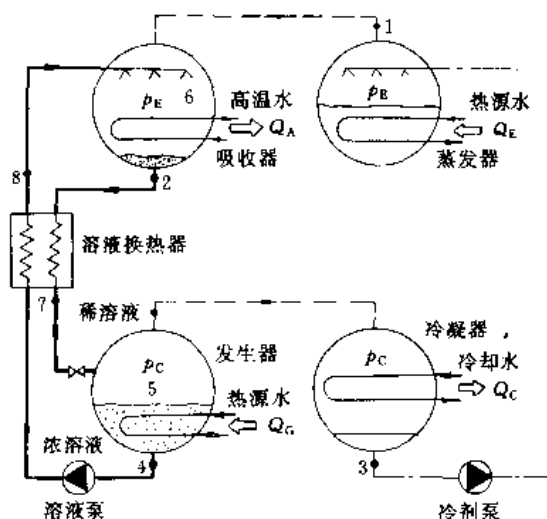 1
6
p_E
高温水
Q_A
吸收器
p_E
热源水
Q_E
蒸发器
8
2
溶液换热器
7
稀溶液
发生器
p_C
5
热源水
Q_G
冷凝器
冷却水
p_C
Q_C
浓溶液
4
溶液泵
3
冷剂泵